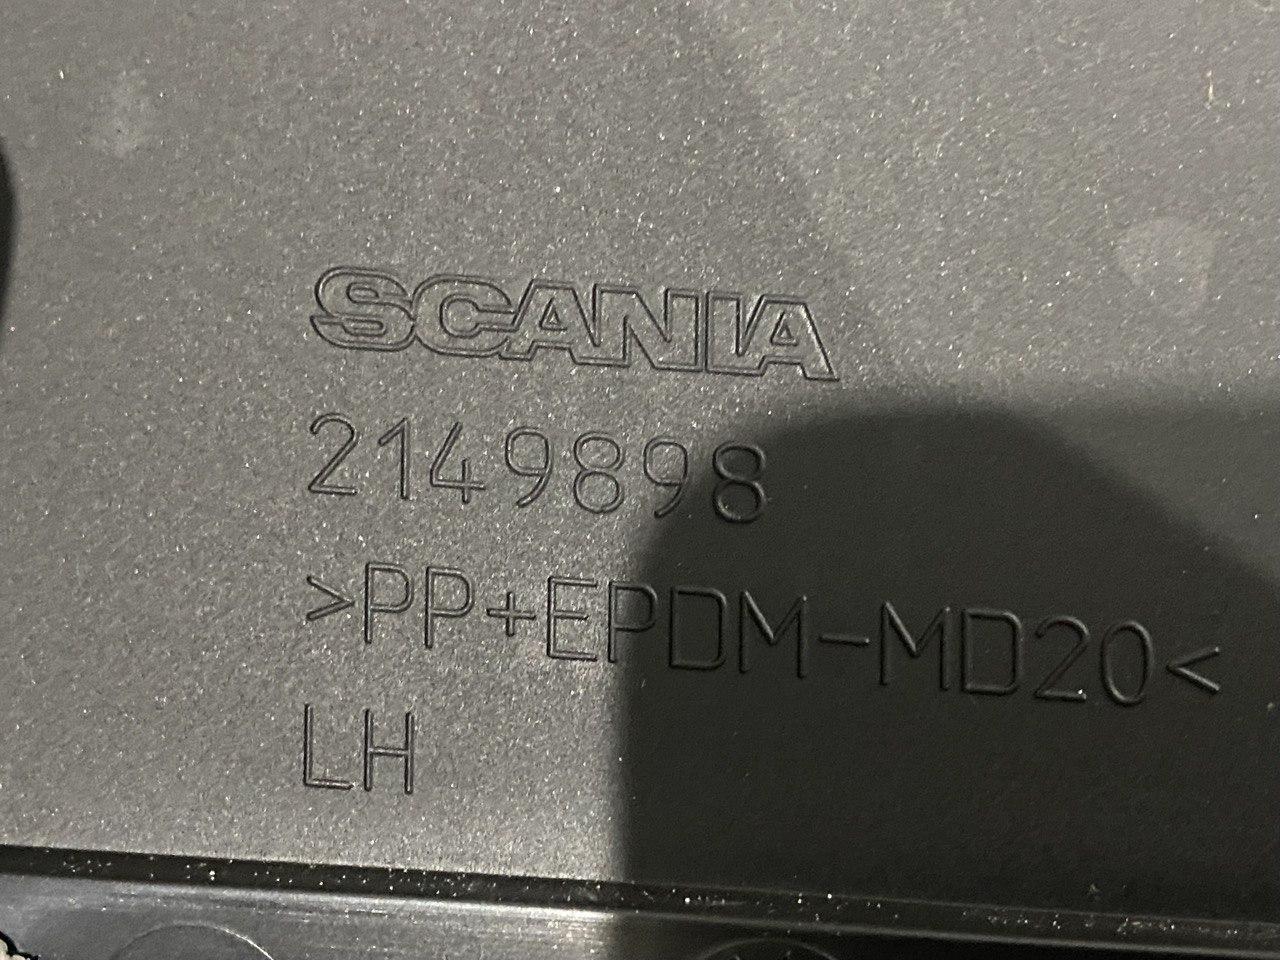 SCANIA
2149898
>PP+EPDM-MD20<
LH